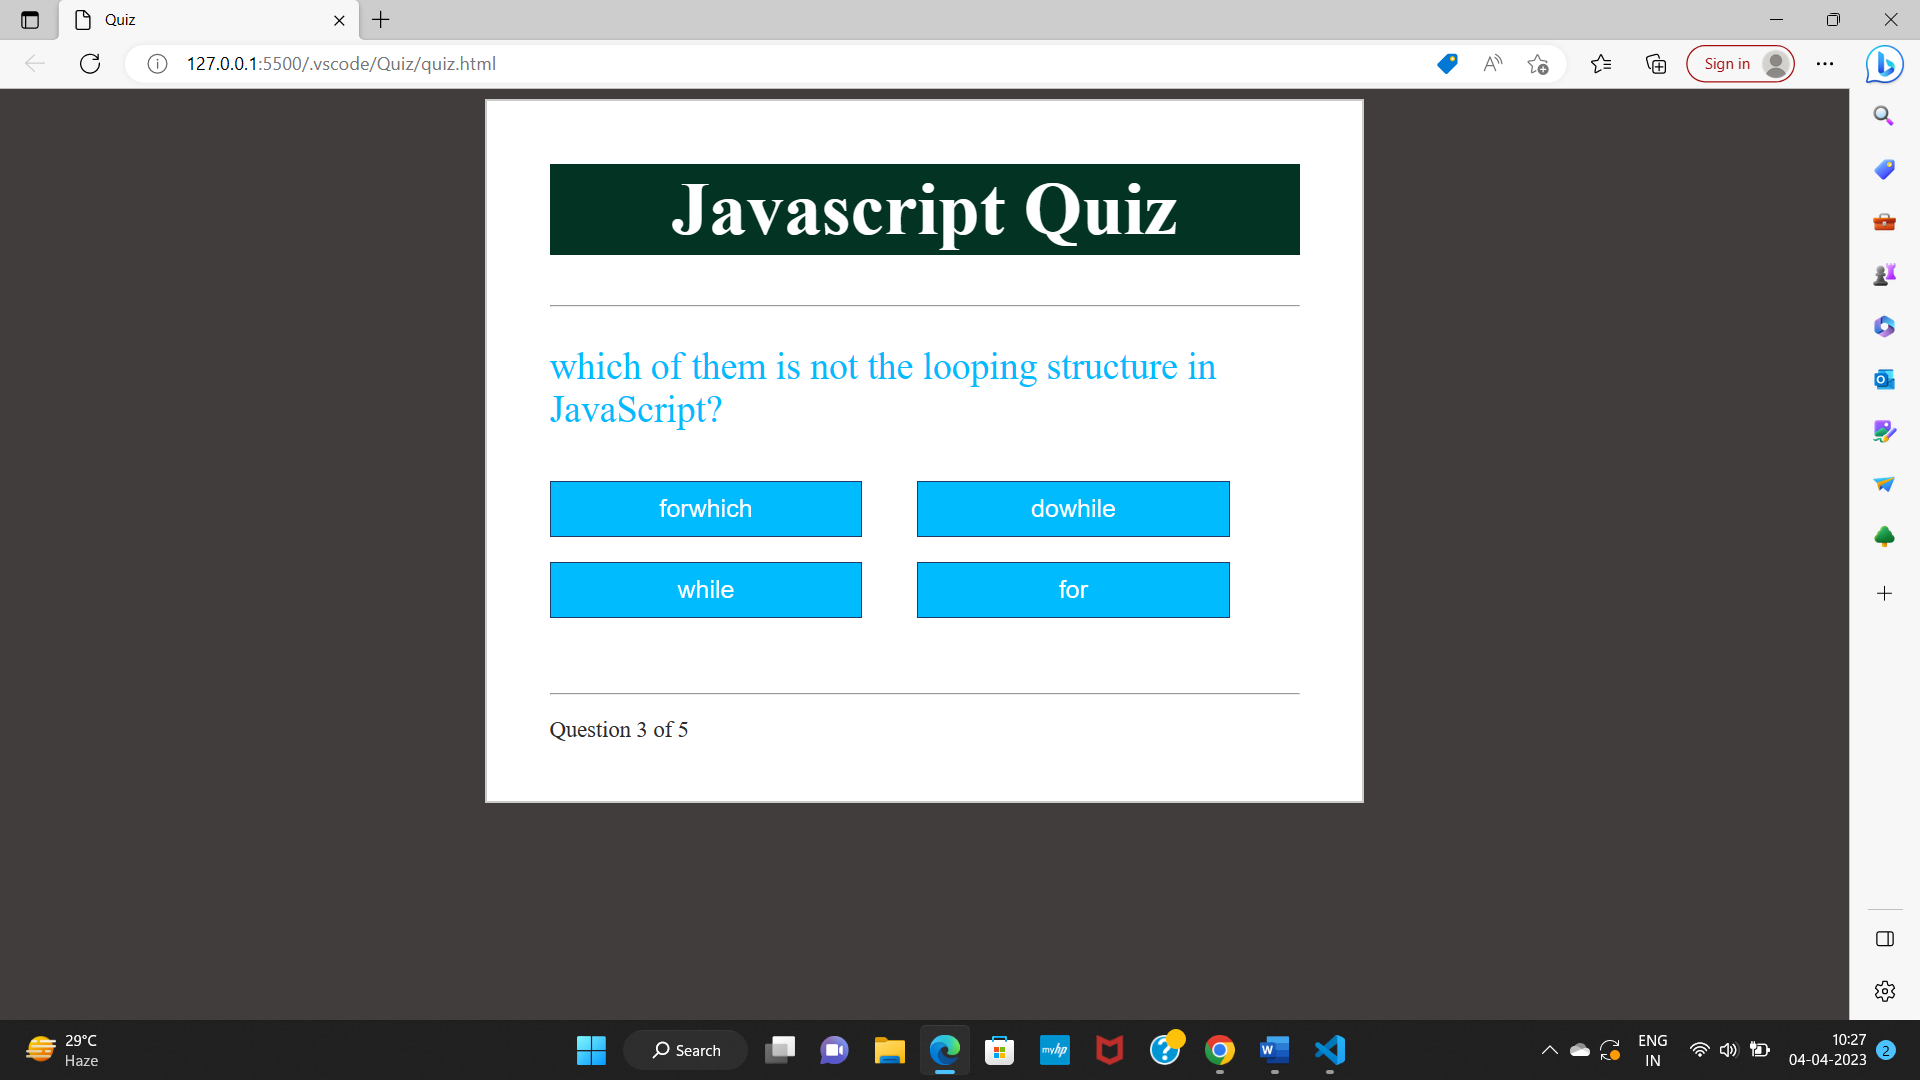 Quiz
127.0.0.1:5500/.vscode/Quiz/quiz.html
Sign in
Javascript Quiz
which of them is not the looping structure in
JavaScript?
forwhich
dowhile
while
for
Question 3 of 5
29°C
Haze
Search
myhp
ENG
IN
10:27
04-04-2023
2